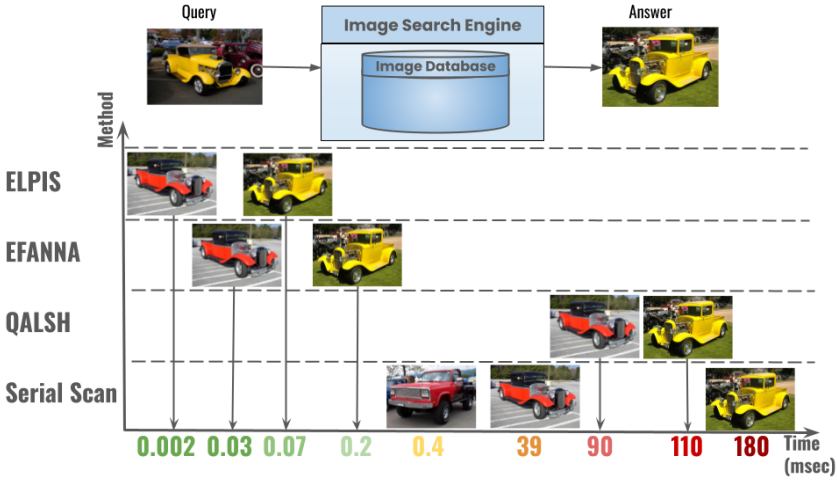 Query
Image Search Engine
Answer
Image Database
Method
ELPIS
EFANNA
QALSH
Serial Scan
0.002
0.03
0.07
0.2
0.4
39
90
110
180
Time
(msec)